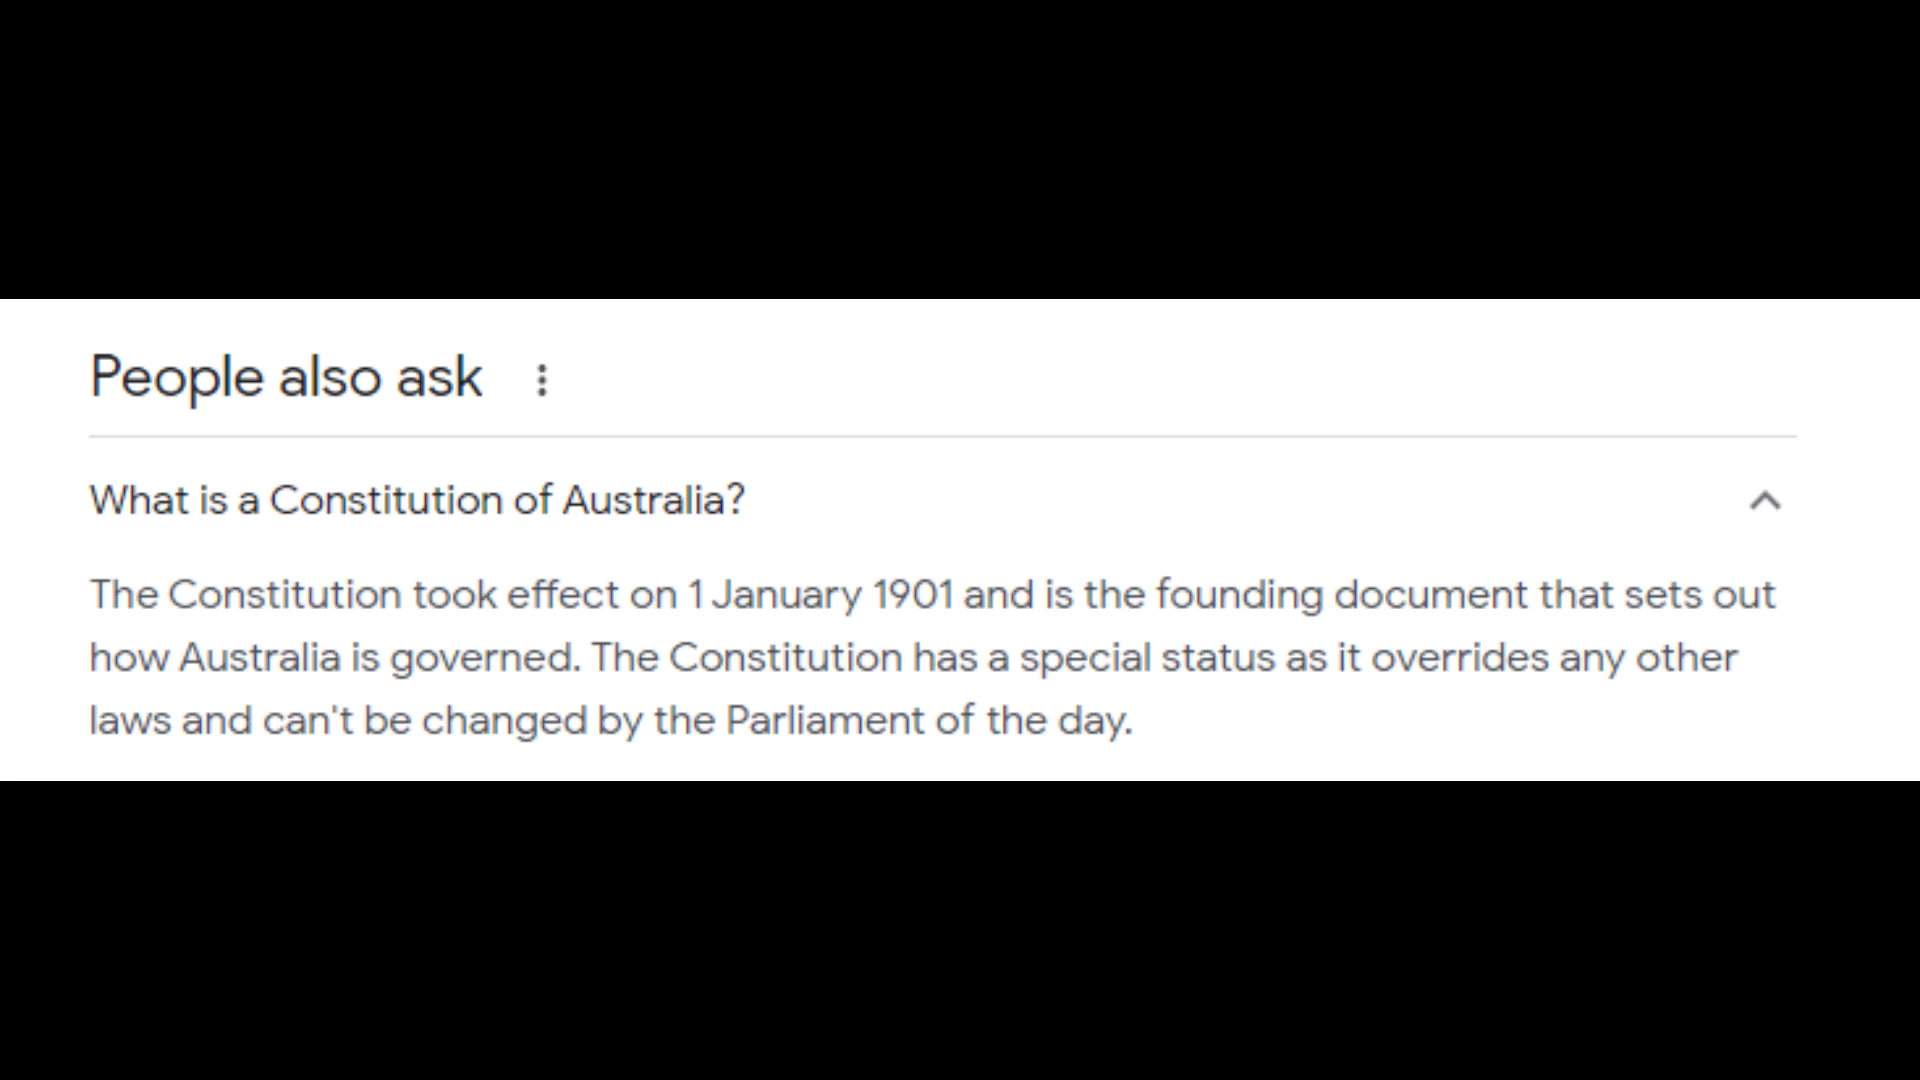 People also ask
What is a Constitution of Australia?
The Constitution took effect on 1 January 1901 and is the founding document that sets out
how Australia is governed. The Constitution has a special status as it overrides any other
laws and can't be changed by the Parliament of the day.